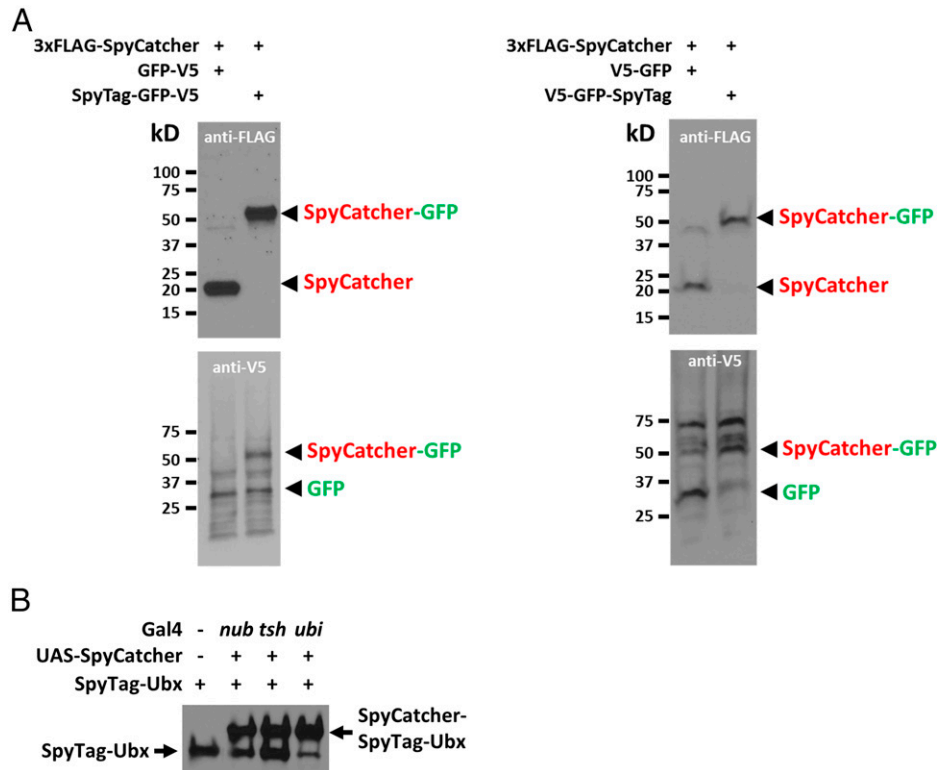 A
3xFLAG-SpyCatcher + +
GFP-V5 +
SpyTag-GFP-V5 +
kD
anti-FLAG
100
75
50
37
25
20
15
SpyCatcher-GFP
SpyCatcher
anti-V5
75
50
37
25
SpyCatcher-GFP
GFP
3xFLAG-SpyCatcher + +
V5-GFP +
V5-GFP-SpyTag +
kD
anti-FLAG
100
75
50
37
25
20
15
SpyCatcher-GFP
SpyCatcher
anti-V5
75
50
37
25
SpyCatcher-GFP
GFP
B
Gal4 - nub tsh ubi
UAS-SpyCatcher - + + +
SpyTag-Ubx + + + +
SpyTag-Ubx
SpyCatcher-
SpyTag-Ubx